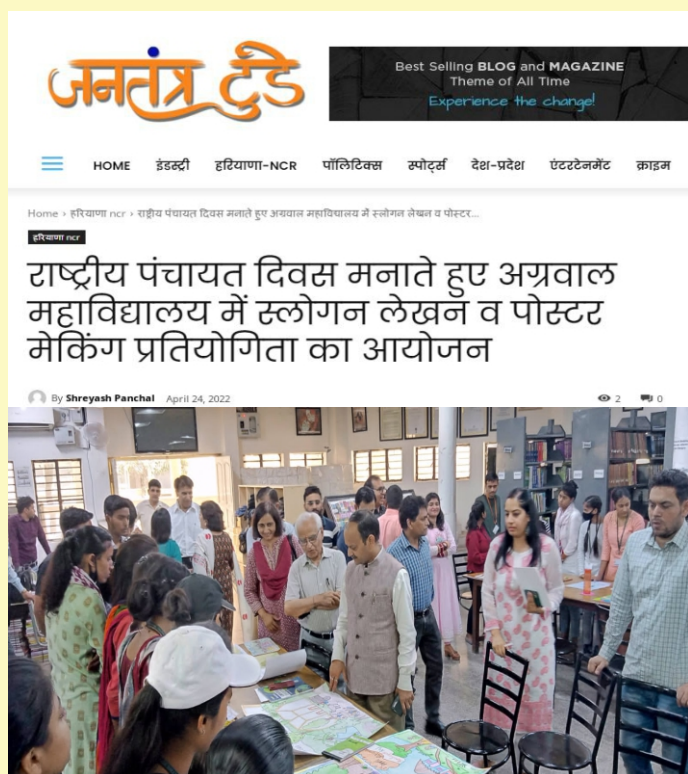 जनतंत्र टुडे
Best Selling BLOG and MAGAZINE
Theme of All Time
Experience the change!
HOME इंडस्ट्री हरियाणा-NCR पॉलिटिक्स स्पोर्ट्स देश-प्रदेश एंटरटेनमेंट क्राइम
Home › हरियाणा ncr › राष्ट्रीय पंचायत दिवस मनाते हुए अग्रवाल महाविद्यालय में स्लोगन लेखन व पोस्टर...
हरियाणा ncr
राष्ट्रीय पंचायत दिवस मनाते हुए अग्रवाल
महाविद्यालय में स्लोगन लेखन व पोस्टर
मेकिंग प्रतियोगिता का आयोजन
By Shreyash Panchal April 24, 2022 2 0